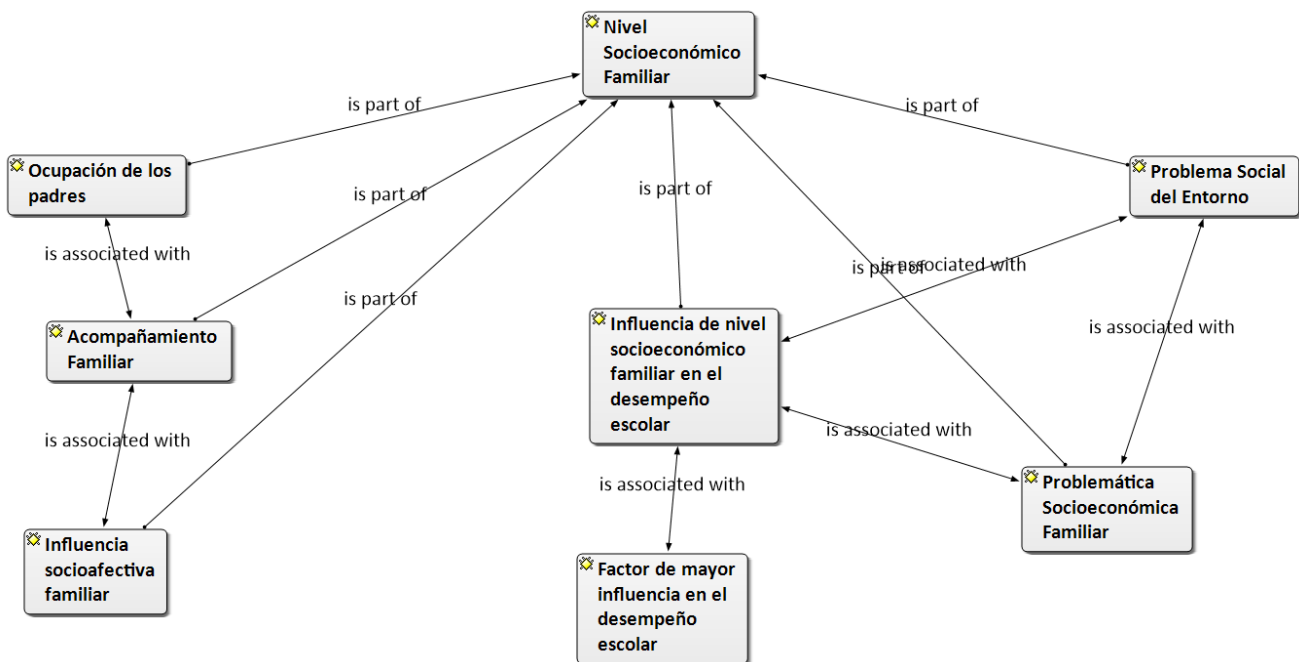 Nivel
Socioeconómico
Familiar
is part of
is part of
Ocupación de los
padres
Problema Social
del Entorno
is part of
is part of
is associated with
is part of
is part of
is associated with
Acompañamiento
Familiar
Influencia de nivel
socioeconómico
familiar en el
desempeño
escolar
is associated with
is associated with
is associated with
is associated with
Problemática
Socioeconómica
Familiar
Influencia
socioafectiva
familiar
Factor de mayor
influencia en el
desempeño
escolar